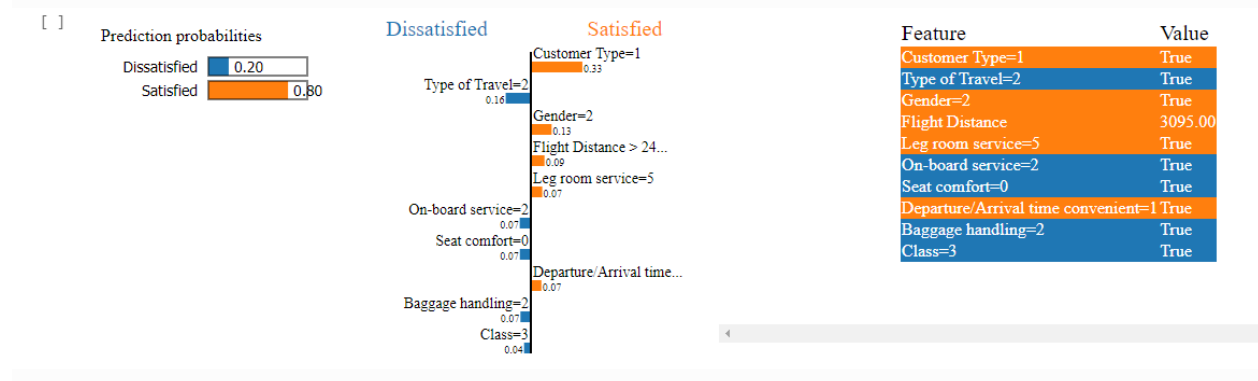 [ ]
Prediction probabilities
Dissatisfied 0.20
Satisfied 0.80
Dissatisfied Satisfied
Customer Type=1
0.33
Type of Travel=2
0.16
Gender=2
0.13
Flight Distance > 24...
0.09
Leg room service=5
0.07
On-board service=2
0.07
Seat comfort=0
0.07
Departure/Arrival time...
0.07
Baggage handling=2
0.07
Class=3
0.04
Feature Value
Customer Type=1 True
Type of Travel=2 True
Gender=2 True
Flight Distance 3095.00
Leg room service=5 True
On-board service=2 True
Seat comfort=0 True
Departure/Arrival time convenient=1 True
Baggage handling=2 True
Class=3 True